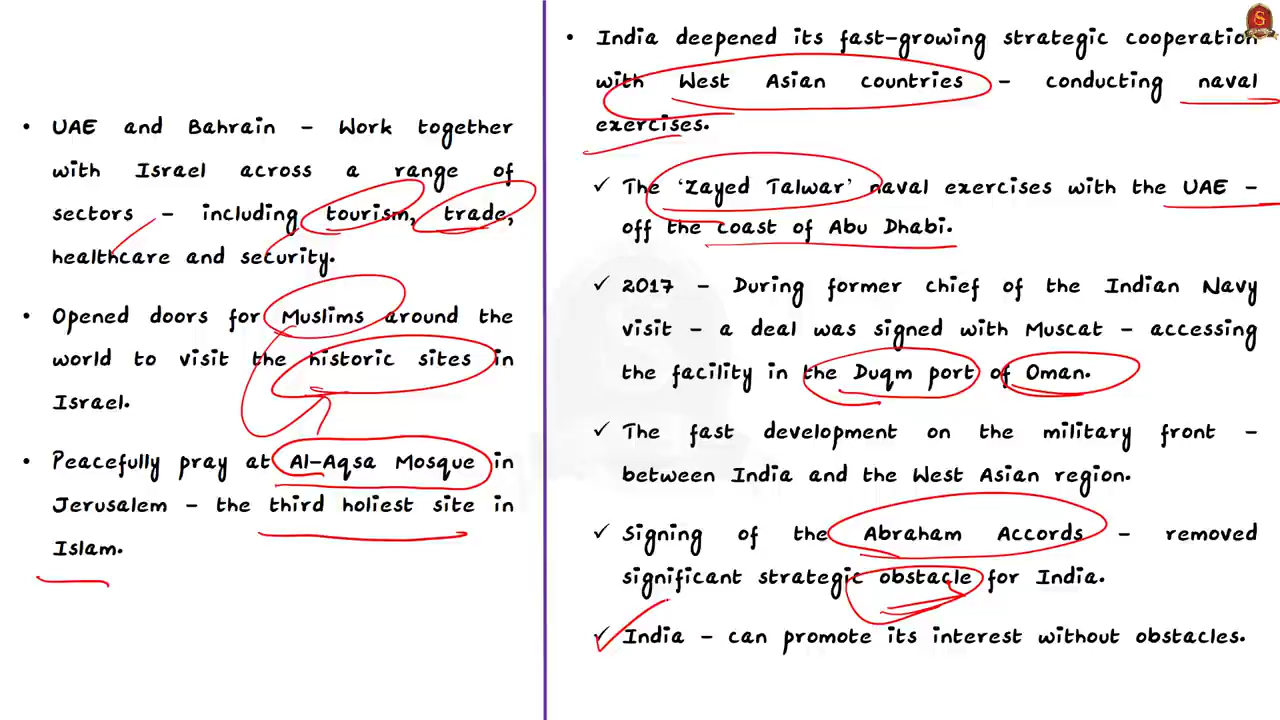 • UAE and Bahrain – Work together
with Israel across a range of
sectors – including tourism, trade,
healthcare and security.
• Opened doors for Muslims around the
world to visit the historic sites in
Israel.
• Peacefully pray at Al-Aqsa Mosque in
Jerusalem – the third holiest site in
Islam.
• India deepened its fast-growing strategic cooperation
with West Asian countries – conducting naval
exercises.
✓ The 'Zayed Talwar' naval exercises with the UAE –
off the coast of Abu Dhabi.
✓ 2017 – During former chief of the Indian Navy
visit – a deal was signed with Muscat – accessing
the facility in the Duqm port of Oman.
✓ The fast development on the military front –
between India and the West Asian region.
✓ Signing of the Abraham Accords – removed
significant strategic obstacle for India.
✓ India – can promote its interest without obstacles.